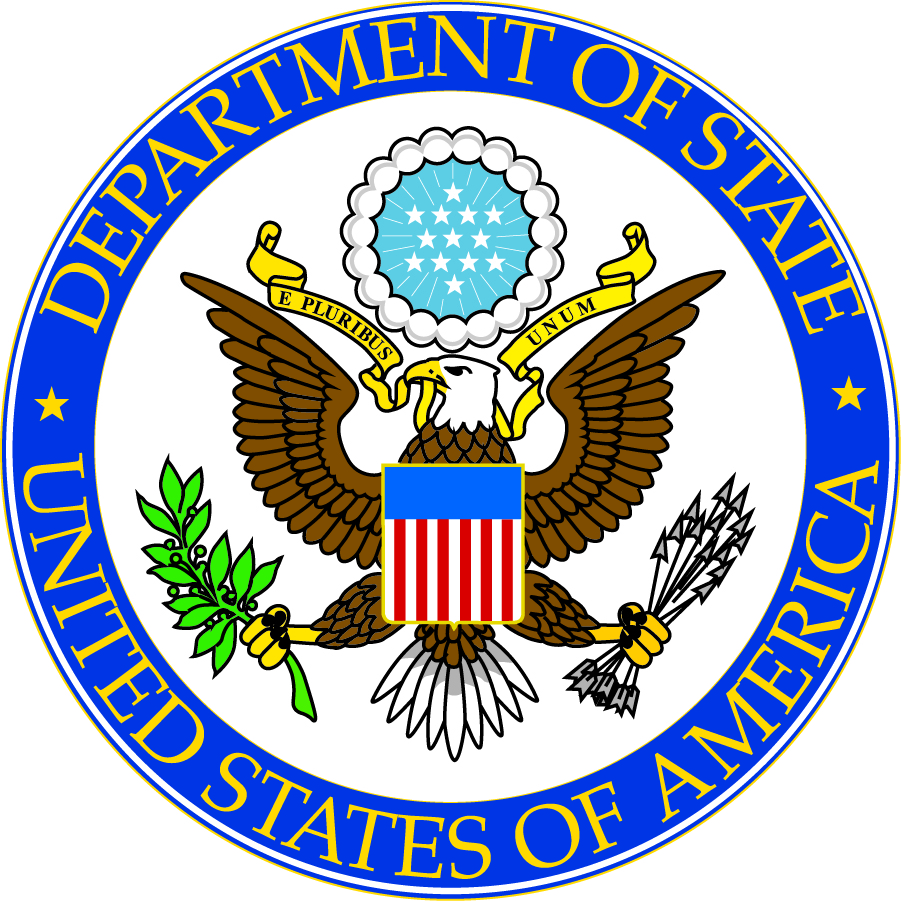 DEPARTMENT OF STATE
E PLURIBUS UNUM
UNITED STATES OF AMERICA